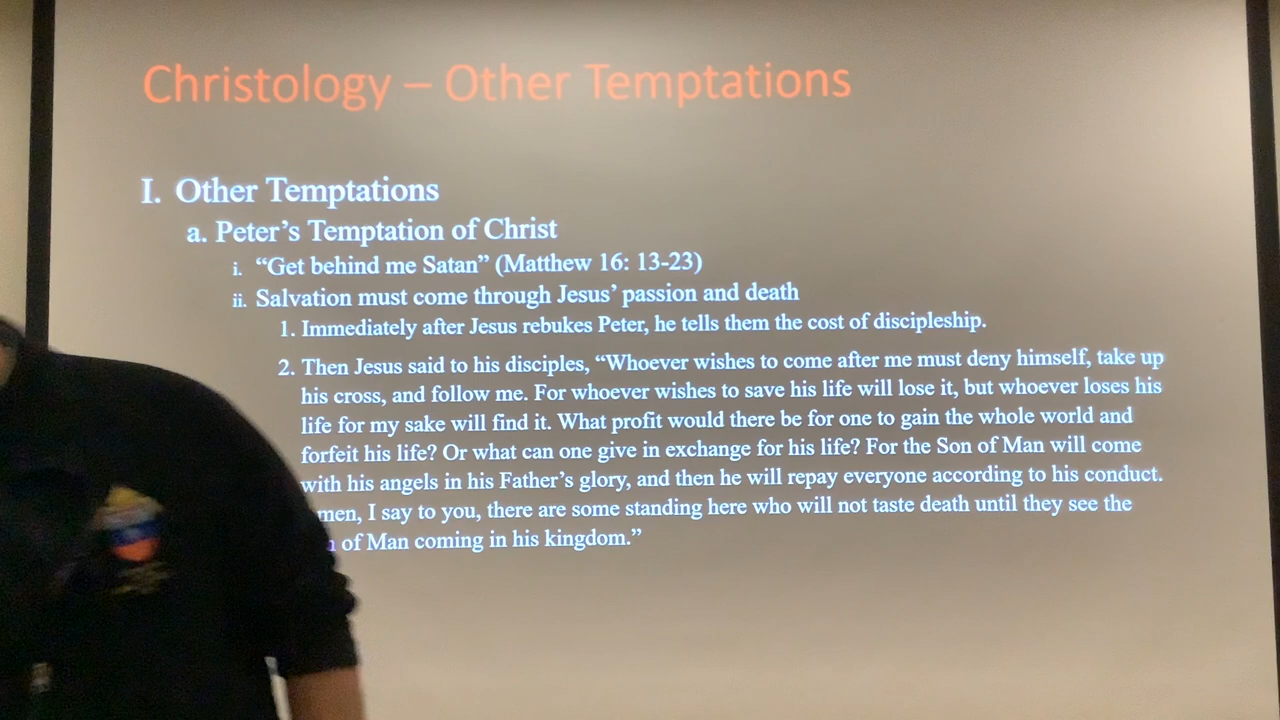 Christology – Other Temptations
I. Other Temptations
a. Peter's Temptation of Christ
i. “Get behind me Satan” (Matthew 16: 13-23)
ii. Salvation must come through Jesus' passion and death
1. Immediately after Jesus rebukes Peter, he tells them the cost of discipleship.
2. Then Jesus said to his disciples, “Whoever wishes to come after me must deny himself, take up
his cross, and follow me. For whoever wishes to save his life will lose it, but whoever loses his
life for my sake will find it. What profit would there be for one to gain the whole world and
forfeit his life? Or what can one give in exchange for his life? For the Son of Man will come
with his angels in his Father's glory, and then he will repay everyone according to his conduct.
men, I say to you, there are some standing here who will not taste death until they see the
of Man coming in his kingdom.”